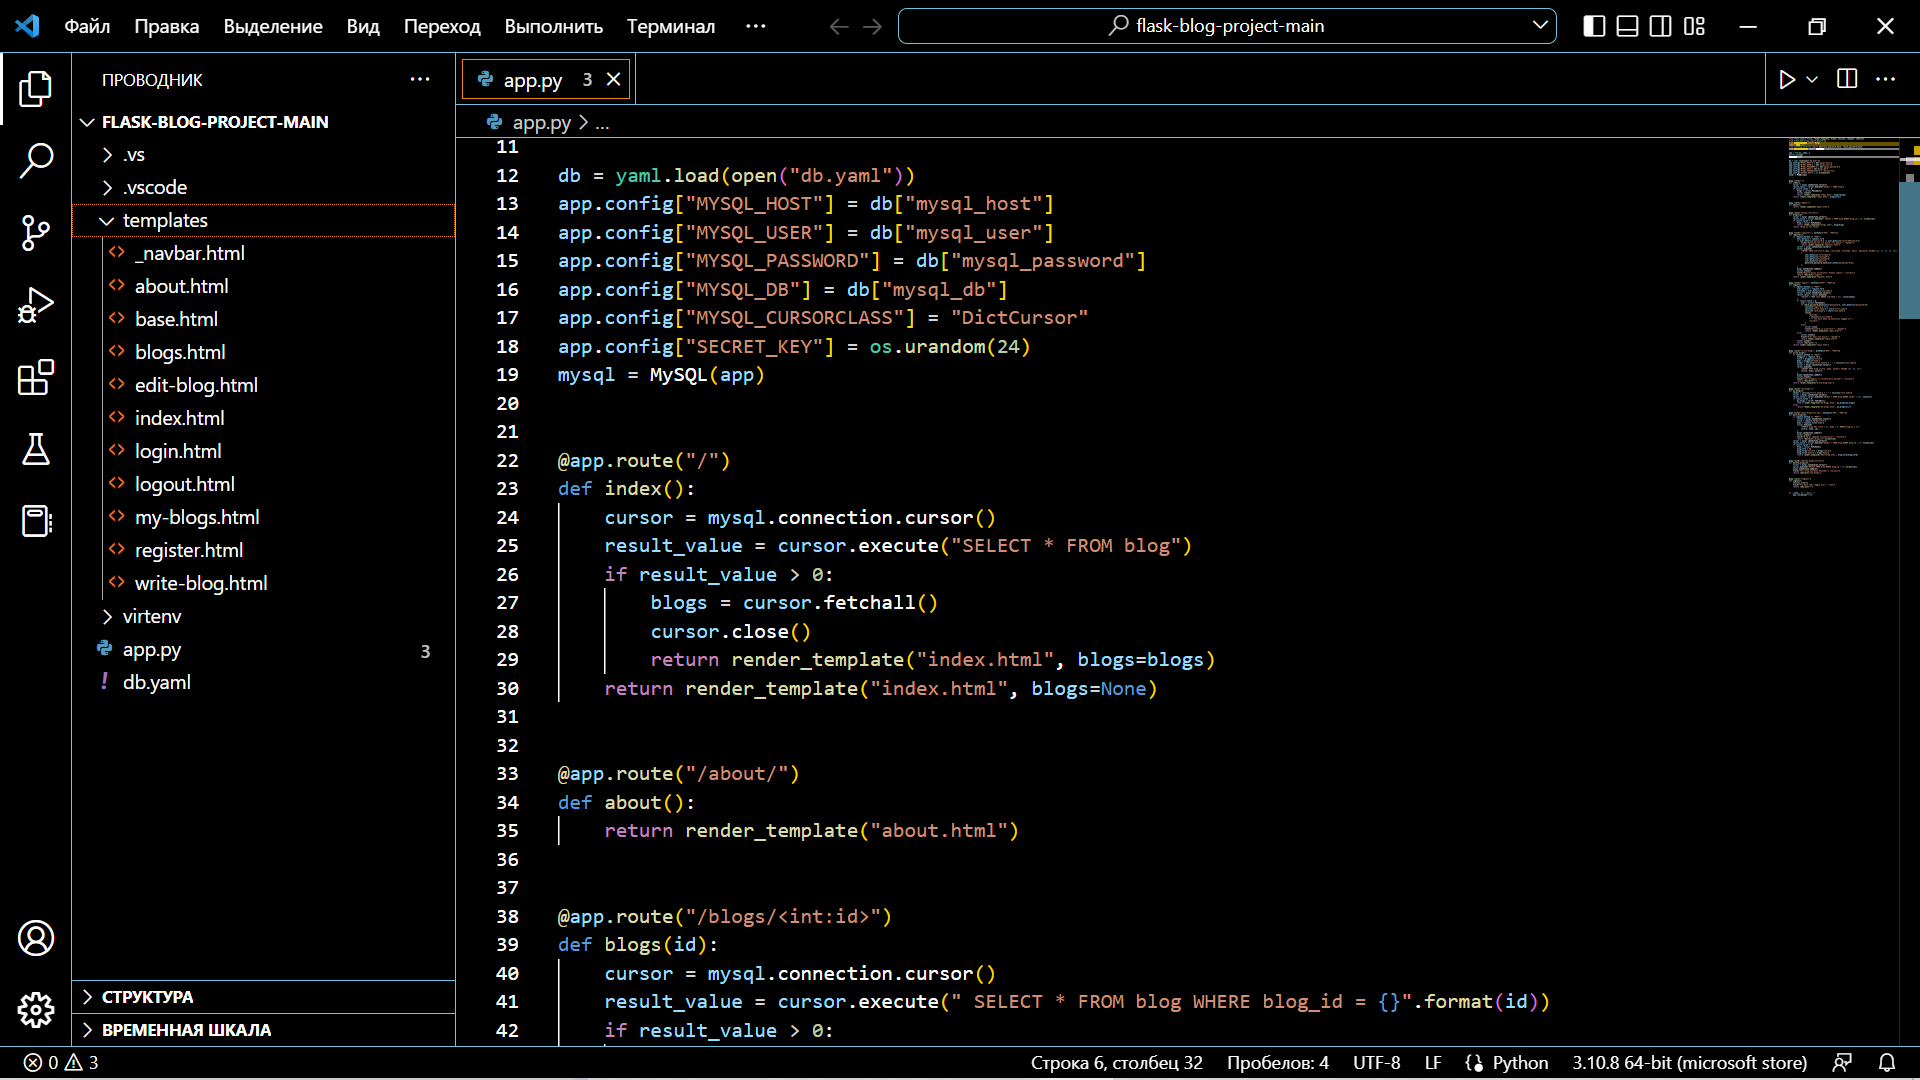 Файл Правка Выделение Вид Переход Выполнить Терминал ··· flask-blog-project-main
ПРОВОДНИК ···
FLASK-BLOG-PROJECT-MAIN
.vs
.vscode
templates
_navbar.html
about.html
base.html
blogs.html
edit-blog.html
index.html
login.html
logout.html
my-blogs.html
register.html
write-blog.html
virtenv
app.py 3
! db.yaml
СТРУКТУРА
ВРЕМЕННАЯ ШКАЛА
app.py 3
app.py > ...
11
12 db = yaml.load(open("db.yaml"))
13 app.config["MYSQL_HOST"] = db["mysql_host"]
14 app.config["MYSQL_USER"] = db["mysql_user"]
15 app.config["MYSQL_PASSWORD"] = db["mysql_password"]
16 app.config["MYSQL_DB"] = db["mysql_db"]
17 app.config["MYSQL_CURSORCLASS"] = "DictCursor"
18 app.config["SECRET_KEY"] = os.urandom(24)
19 mysql = MySQL(app)
20
21
22 @app.route("/")
23 def index():
24 cursor = mysql.connection.cursor()
25 result_value = cursor.execute("SELECT * FROM blog")
26 if result_value > 0:
27 blogs = cursor.fetchall()
28 cursor.close()
29 return render_template("index.html", blogs=blogs)
30 return render_template("index.html", blogs=None)
31
32
33 @app.route("/about/")
34 def about():
35 return render_template("about.html")
36
37
38 @app.route("/blogs/<int:id>")
39 def blogs(id):
40 cursor = mysql.connection.cursor()
41 result_value = cursor.execute(" SELECT * FROM blog WHERE blog_id = {}".format(id))
42 if result_value > 0:
0 3 Строка 6, столбец 32 Пробелов: 4 UTF-8 LF Python 3.10.8 64-bit (microsoft store)